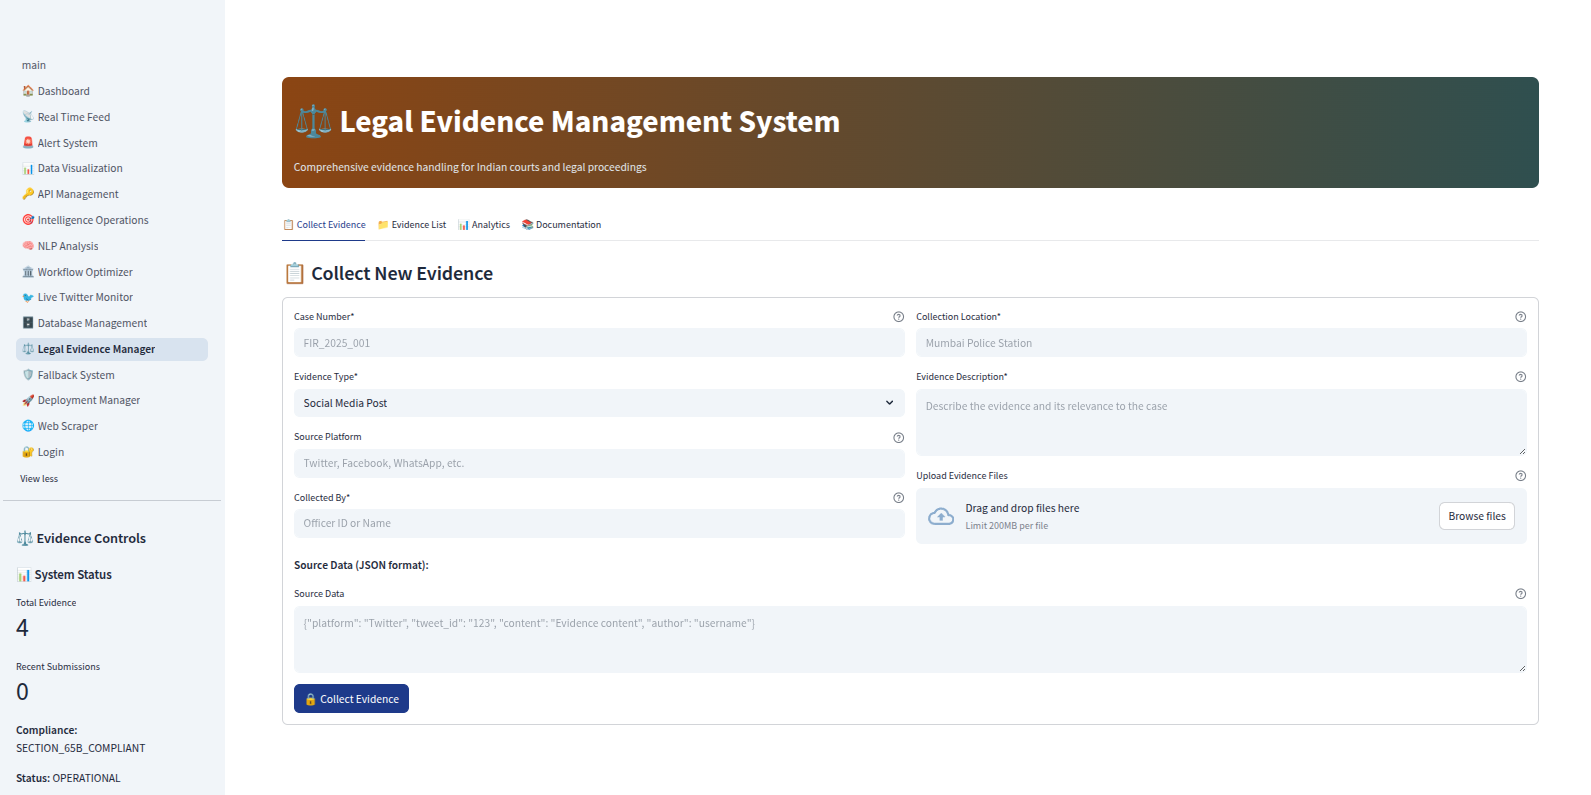 main
Dashboard
Real Time Feed
Alert System
Data Visualization
API Management
Intelligence Operations
NLP Analysis
Workflow Optimizer
Live Twitter Monitor
Database Management
Legal Evidence Manager
Fallback System
Deployment Manager
Web Scraper
Login
View less
Evidence Controls
System Status
Total Evidence
4
Recent Submissions
0
Compliance:
SECTION_65B_COMPLIANT
Status: OPERATIONAL
Legal Evidence Management System
Comprehensive evidence handling for Indian courts and legal proceedings
Collect Evidence Evidence List Analytics Documentation
Collect New Evidence
Case Number*
FIR_2025_001
Evidence Type*
Social Media Post
Source Platform
Twitter, Facebook, WhatsApp, etc.
Collected By*
Officer ID or Name
Collection Location*
Mumbai Police Station
Evidence Description*
Describe the evidence and its relevance to the case
Upload Evidence Files
Drag and drop files here
Limit 200MB per file
Browse files
Source Data (JSON format):
Source Data
{"platform": "Twitter", "tweet_id": "123", "content": "Evidence content", "author": "username"}
Collect Evidence